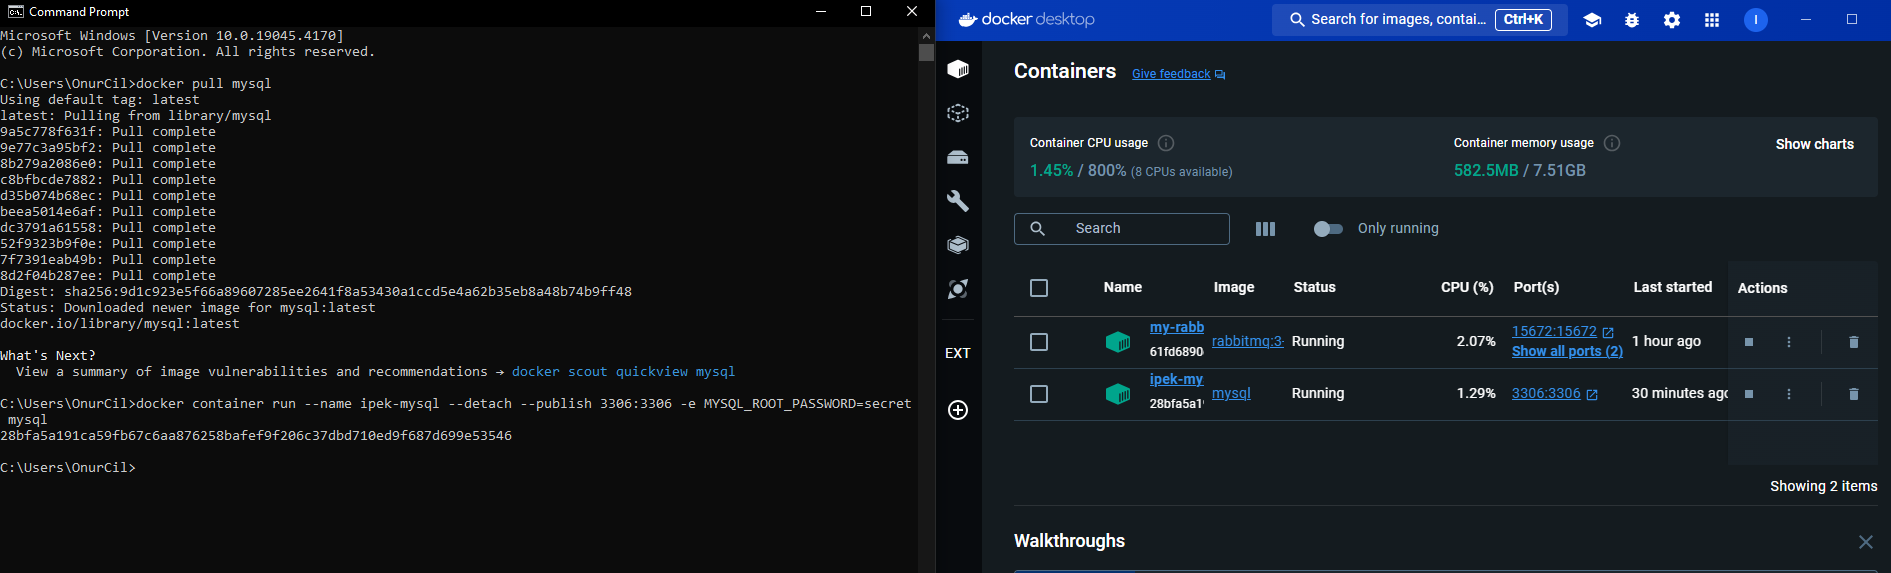 Command Prompt
Microsoft Windows [Version 10.0.19045.4170]
(c) Microsoft Corporation. All rights reserved.
C:\Users\OnurCil>docker pull mysql
Using default tag: latest
latest: Pulling from library/mysql
9a5c778f631f: Pull complete
9e77c3a95bf2: Pull complete
8b279a2086e0: Pull complete
c8bfbcde7882: Pull complete
d35b074b68ec: Pull complete
beea5014e6af: Pull complete
dc3791a61558: Pull complete
52f9323b9f0e: Pull complete
7f7391eab49b: Pull complete
8d2f04b287ee: Pull complete
Digest: sha256:9d1c923e5f66a89607285ee2641f8a53430a1ccd5e4a62b35eb8a48b74b9ff48
Status: Downloaded newer image for mysql:latest
docker.io/library/mysql:latest
What's Next?
View a summary of image vulnerabilities and recommendations → docker scout quickview mysql
C:\Users\OnurCil>docker container run --name ipek-mysql --detach --publish 3306:3306 -e MYSQL_ROOT_PASSWORD=secret
mysql
28bfa5a191ca59fb67c6aa876258bafef9f206c37dbd710ed9f687d699e53546
C:\Users\OnurCil>
docker desktop
Search for images, contai... Ctrl+K
I
Containers Give feedback
Container CPU usage
1.45% / 800% (8 CPUs available)
Container memory usage
582.5MB / 7.51GB
Show charts
Search
Only running
Name Image Status CPU (%) Port(s) Last started Actions
my-rabb
61fd6890
rabbitmq:3- Running 2.07% 15672:15672
Show all ports (2)
1 hour ago
ipek-my
28bfa5a1
mysql Running 1.29% 3306:3306 30 minutes ago
EXT
Showing 2 items
Walkthroughs